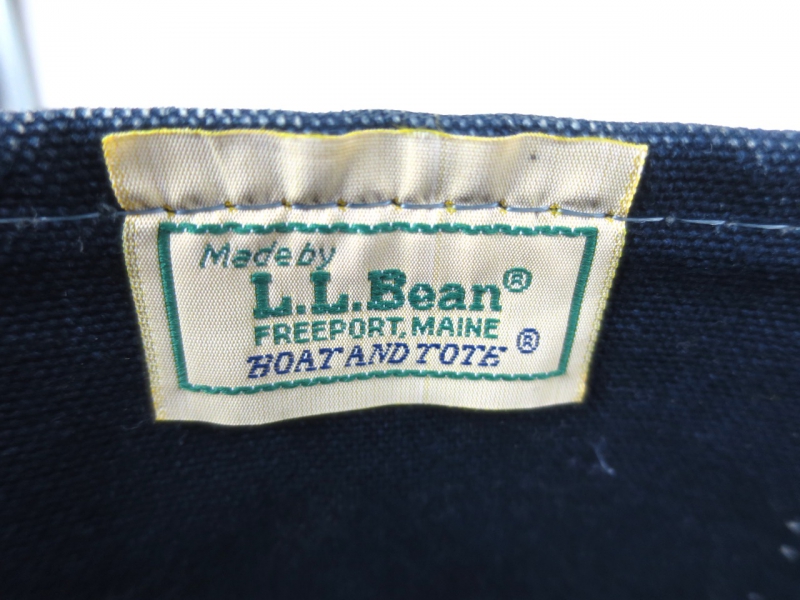 Made by
L.L.Bean®
FREEPORT, MAINE
BOAT AND TOTE ®